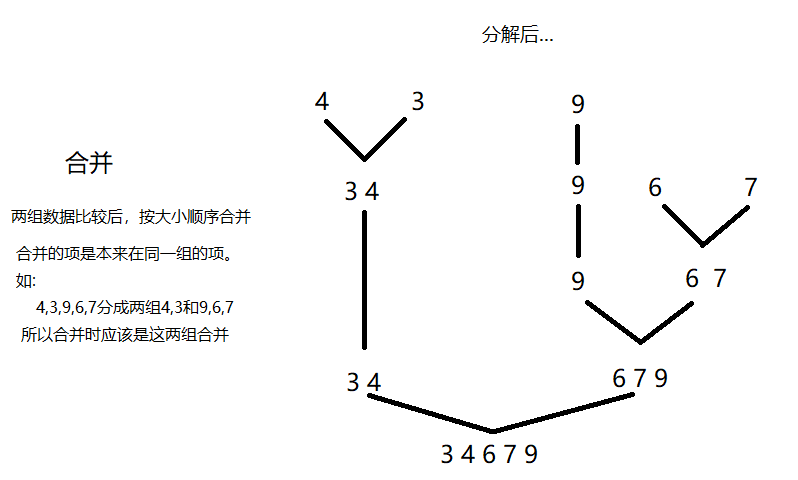 分解后...
4 3 9
合并
3 4 9 6 7
两组数据比较后，按大小顺序合并
合并的项是本来在同一组的项。
如:
9 6 7
4,3,9,6,7分成两组4,3和9,6,7
所以合并时应该是这两组合并
3 4 6 7 9
3 4 6 7 9